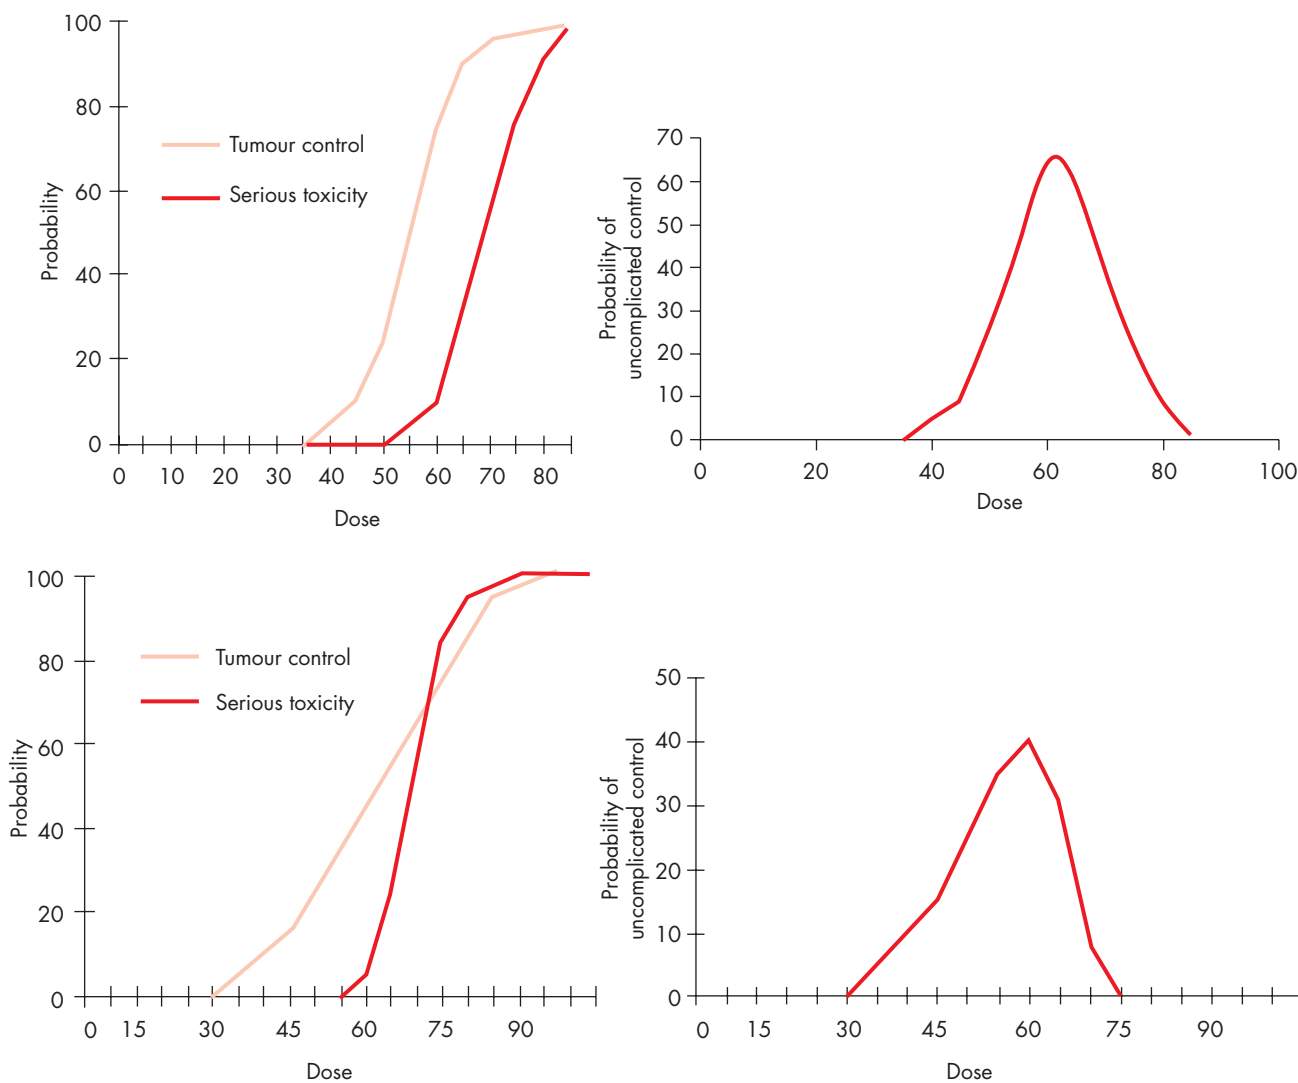 100
80
60
40
20
0
Probability
Tumour control
Serious toxicity
0 10 20 30 40 50 60 70 80
Dose
70
60
50
40
30
20
10
0
Probability of
uncomplicated control
0 20 40 60 80 100
Dose
100
80
60
40
20
0
Probability
Tumour control
Serious toxicity
0 15 30 45 60 75 90
Dose
50
40
30
20
10
0
Probability of
uncomplicated control
0 15 30 45 60 75 90
Dose